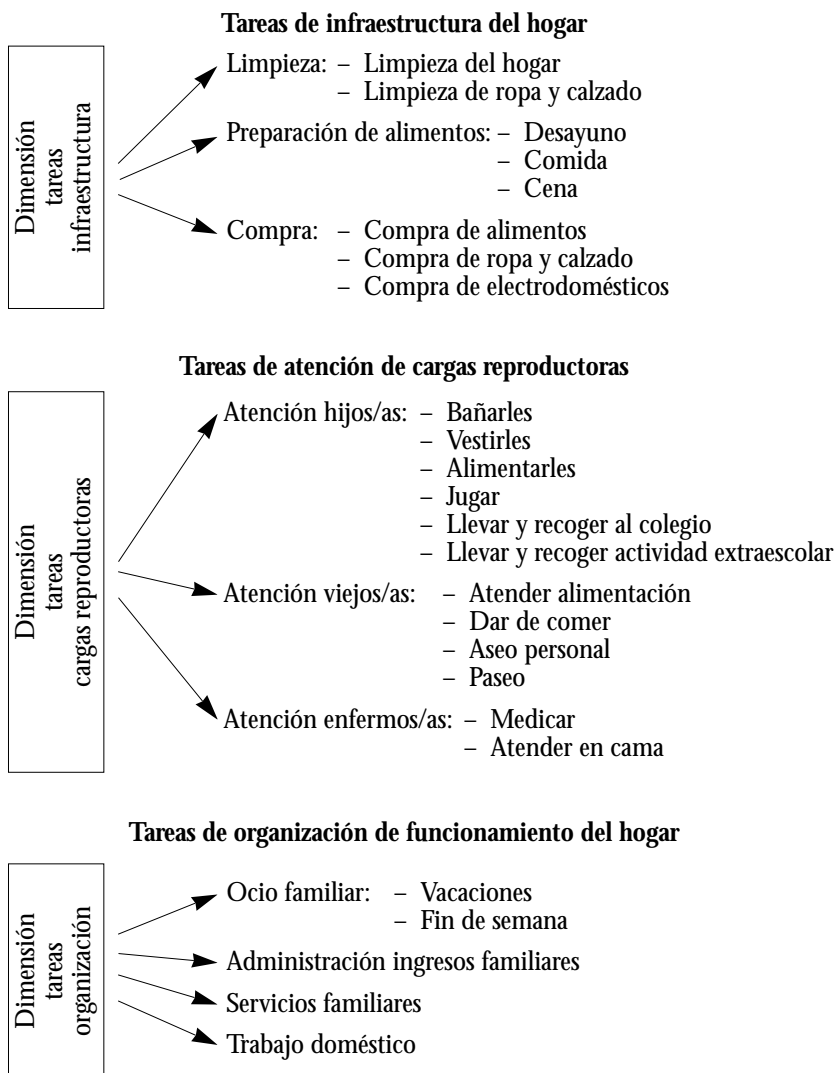 Tareas de infraestructura del hogar
Dimensión
tareas
infraestructura
Limpieza: – Limpieza del hogar
– Limpieza de ropa y calzado
Preparación de alimentos: – Desayuno
– Comida
– Cena
Compra: – Compra de alimentos
– Compra de ropa y calzado
– Compra de electrodomésticos
Tareas de atención de cargas reproductoras
Dimensión
tareas
cargas reproductoras
Atención hijos/as: – Bañarles
– Vestirles
– Alimentarles
– Jugar
– Llevar y recoger al colegio
– Llevar y recoger actividad extraescolar
Atención viejos/as: – Atender alimentación
– Dar de comer
– Aseo personal
– Paseo
Atención enfermos/as: – Medicar
– Atender en cama
Tareas de organización de funcionamiento del hogar
Dimensión
tareas
organización
Ocio familiar: – Vacaciones
– Fin de semana
Administración ingresos familiares
Servicios familiares
Trabajo doméstico